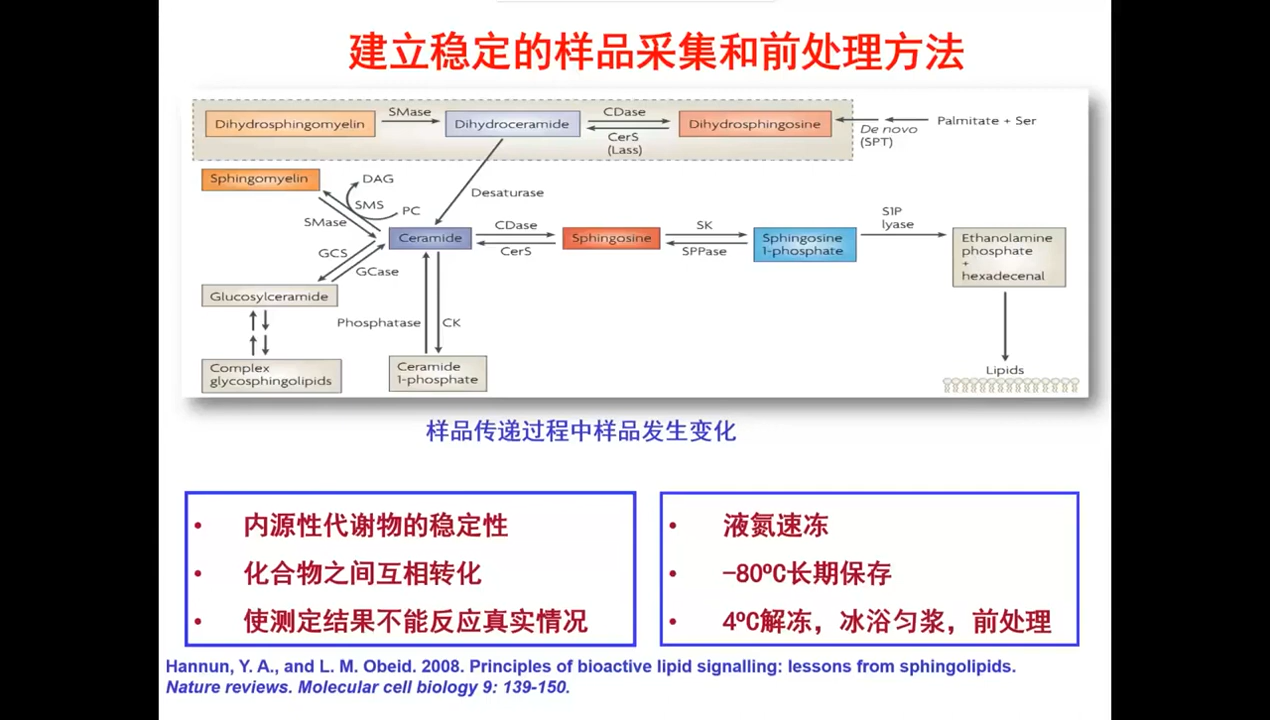 建立稳定的样品采集和前处理方法
Dihydrosphingomyelin
SMase
Dihydroceramide
CDase
CerS
(Lass)
Dihydrosphingosine
De novo
(SPT)
Palmitate + Ser
Sphingomyelin
DAG
SMS
PC
SMase
Desaturase
GCS
GCase
Ceramide
CDase
CerS
Sphingosine
SK
SPPase
Sphingosine
1-phosphate
S1P
lyase
Ethanolamine
phosphate
+
hexadecenal
Glucosylceramide
Phosphatase
CK
Complex
glycosphingolipids
Ceramide
1-phosphate
Lipids
样品传递过程中样品发生变化
• 内源性代谢物的稳定性
• 化合物之间互相转化
• 使测定结果不能反应真实情况
• 液氮速冻
• -80ºC长期保存
• 4ºC解冻，冰浴匀浆，前处理
Hannun, Y. A., and L. M. Obeid. 2008. Principles of bioactive lipid signalling: lessons from sphingolipids.
Nature reviews. Molecular cell biology 9: 139-150.